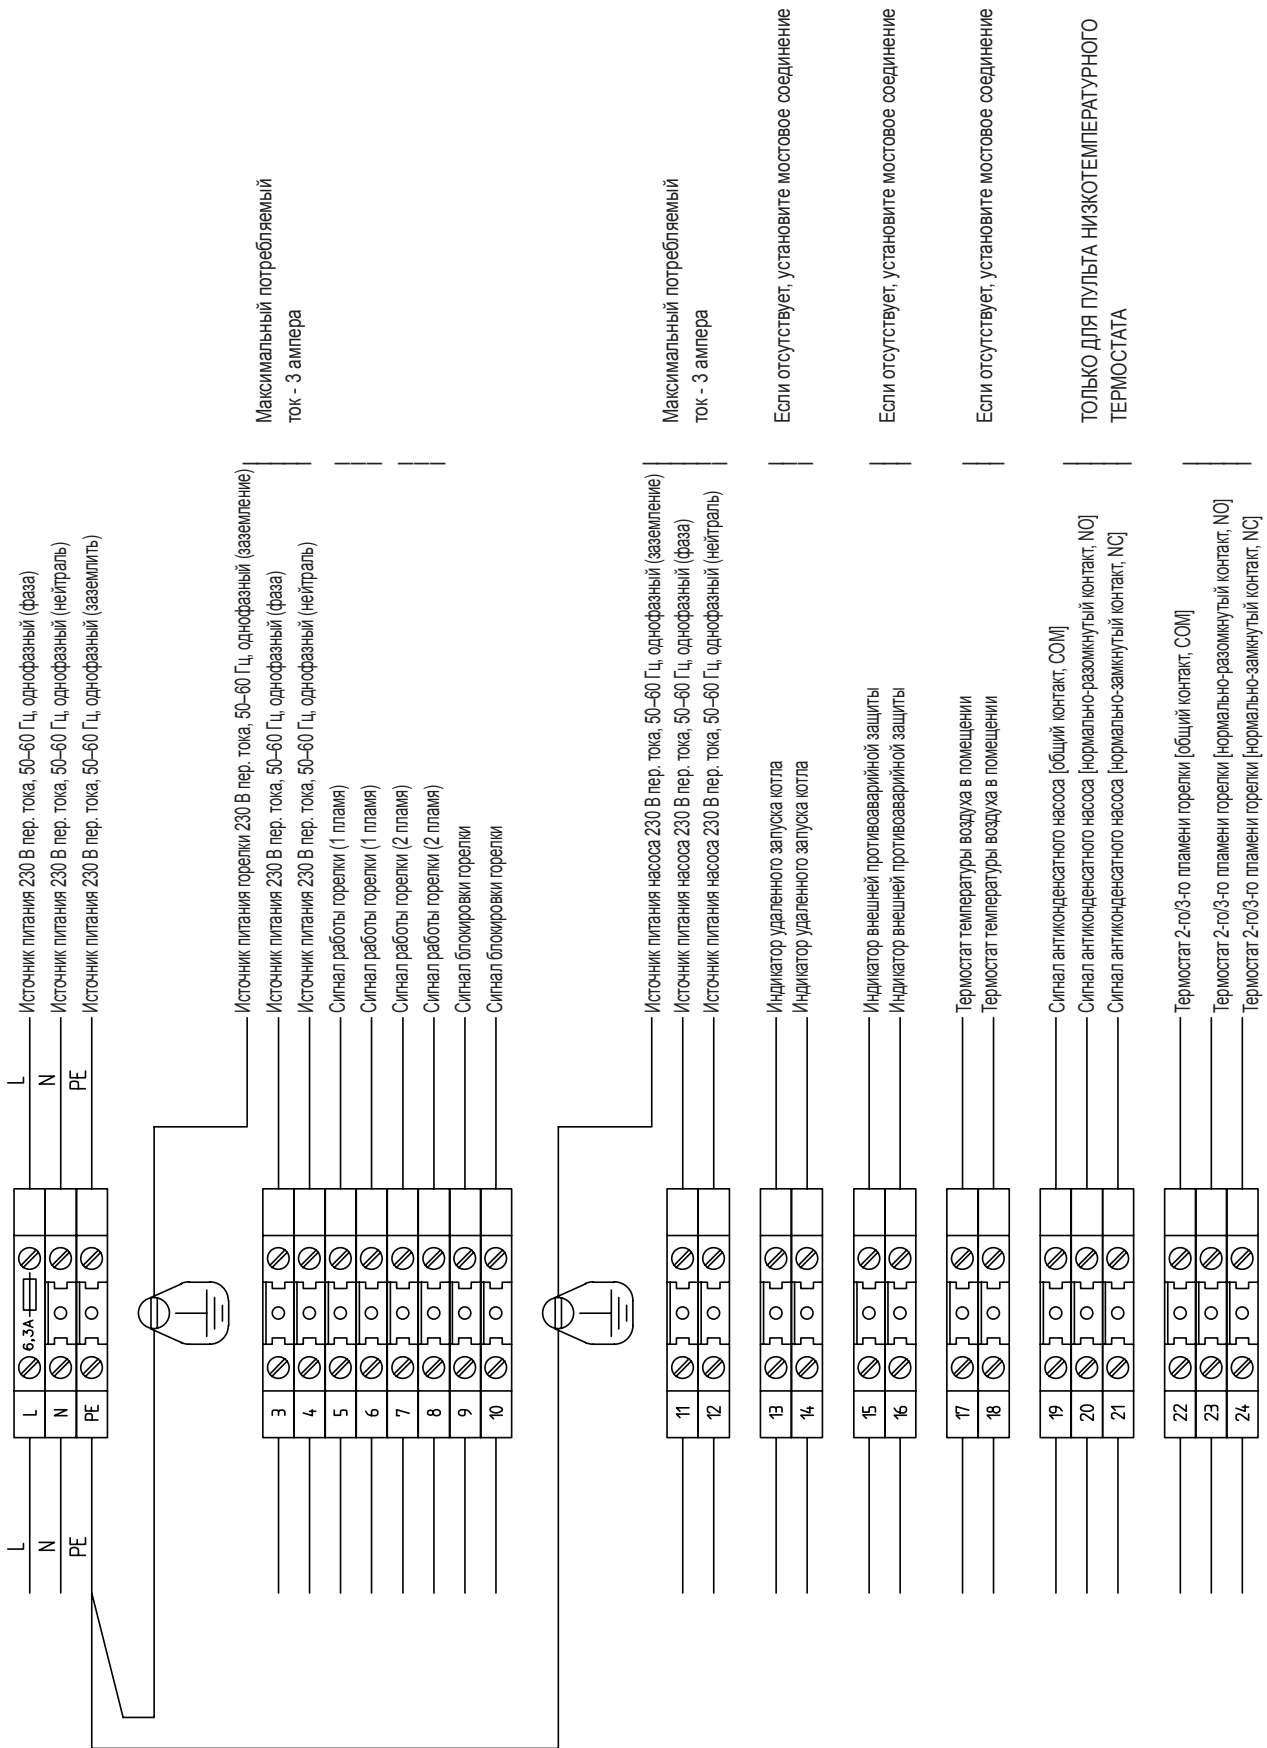 L
N
PE
L
6,3A
L
N
PE
Источник питания 230 В пер. тока, 50–60 Гц, однофазный (фаза)
N
Источник питания 230 В пер. тока, 50–60 Гц, однофазный (нейтраль)
PE
Источник питания 230 В пер. тока, 50–60 Гц, однофазный (заземлить)
Источник питания горелки 230 В пер. тока, 50–60 Гц, однофазный (заземление)
3
Источник питания 230 В пер. тока, 50–60 Гц, однофазный (фаза)
4
Источник питания 230 В пер. тока, 50–60 Гц, однофазный (нейтраль)
5
Сигнал работы горелки (1 пламя)
6
Сигнал работы горелки (1 пламя)
7
Сигнал работы горелки (2 пламя)
8
Сигнал работы горелки (2 пламя)
9
Сигнал блокировки горелки
10
Сигнал блокировки горелки
Максимальный потребляемый
ток - 3 ампера
Источник питания насоса 230 В пер. тока, 50–60 Гц, однофазный (заземление)
11
Источник питания насоса 230 В пер. тока, 50–60 Гц, однофазный (фаза)
12
Источник питания насоса 230 В пер. тока, 50–60 Гц, однофазный (нейтраль)
Максимальный потребляемый
ток - 3 ампера
13
Индикатор удаленного запуска котла
14
Индикатор удаленного запуска котла
Если отсутствует, установите мостовое соединение
15
Индикатор внешней противоаварийной защиты
16
Индикатор внешней противоаварийной защиты
Если отсутствует, установите мостовое соединение
17
Термостат температуры воздуха в помещении
18
Термостат температуры воздуха в помещении
Если отсутствует, установите мостовое соединение
19
Сигнал антиконденсатного насоса [общий контакт, COM]
20
Сигнал антиконденсатного насоса [нормально-разомкнутый контакт, NO]
21
Сигнал антиконденсатного насоса [нормально-замкнутый контакт, NC]
ТОЛЬКО ДЛЯ ПУЛЬТА НИЗКОТЕМПЕРАТУРНОГО
ТЕРМОСТАТА
22
Термостат 2-го/3-го пламени горелки [общий контакт, COM]
23
Термостат 2-го/3-го пламени горелки [нормально-разомкнутый контакт, NO]
24
Термостат 2-го/3-го пламени горелки [нормально-замкнутый контакт, NC]